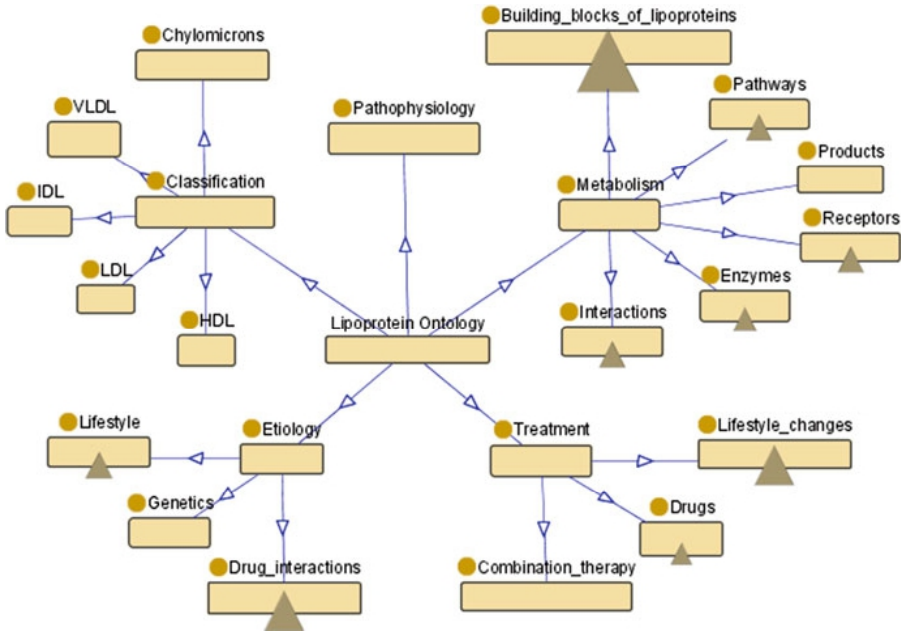 Building_blocks_of_lipoproteins
Chylomicrons
Pathways
VLDL
Pathophysiology
Products
Classification
Metabolism
IDL
Receptors
LDL
Enzymes
HDL
Interactions
Lipoprotein Ontology
Lifestyle
Etiology
Treatment
Lifestyle_changes
Genetics
Drugs
Drug_interactions
Combination_therapy